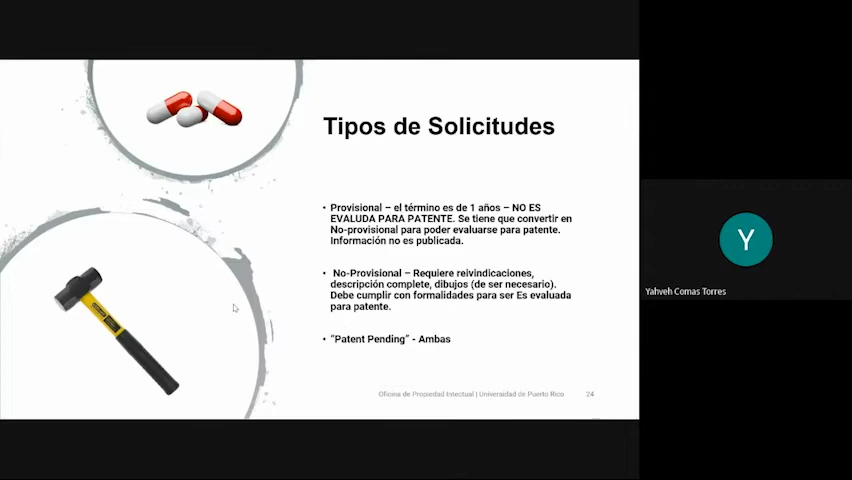 Tipos de Solicitudes
• Provisional – el término es de 1 años – NO ES
EVALUDA PARA PATENTE. Se tiene que convertir en
No-provisional para poder evaluarse para patente.
Información no es publicada.
• No-Provisional – Requiere reivindicaciones,
descripción complete, dibujos (de ser necesario).
Debe cumplir con formalidades para ser Es evaluada
para patente.
• “Patent Pending” - Ambas
Oficina de Propiedad Intectual | Universidad de Puerto Rico 24
Y
Yahveh Comas Torres